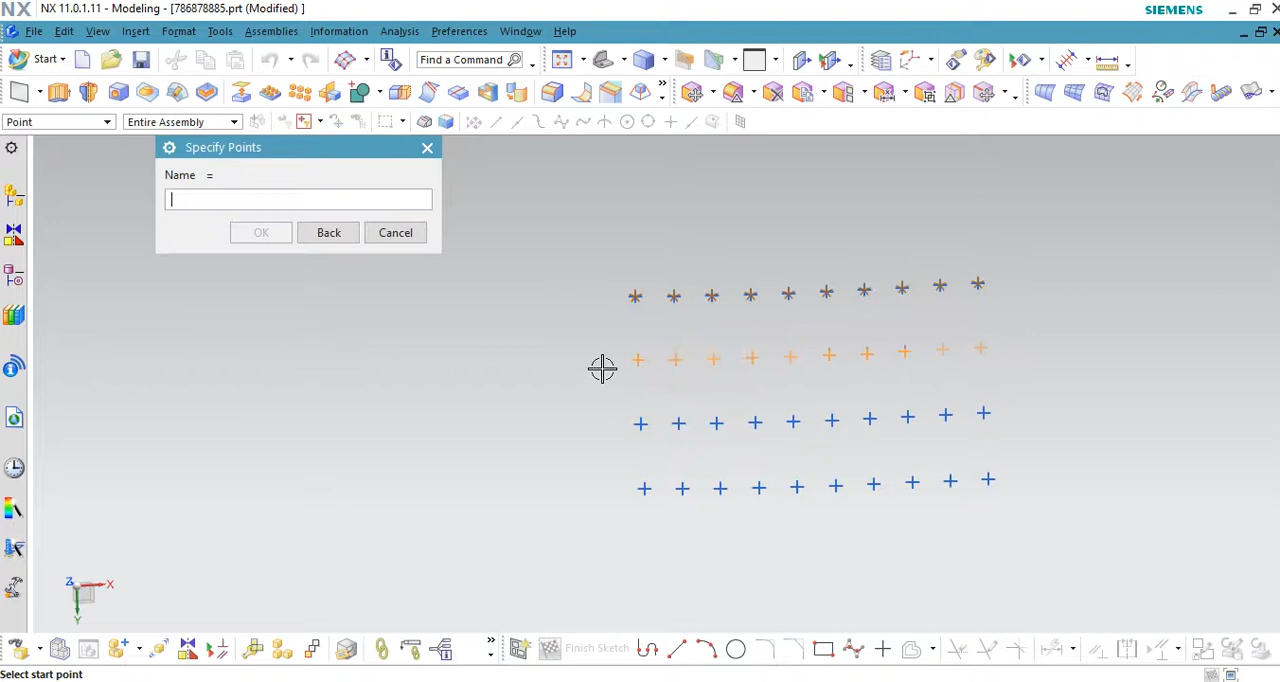 NX NX 11.0.1.11 - Modeling - [786878885.prt (Modified) ] SIEMENS
File Edit View Insert Format Tools Assemblies Information Analysis Preferences Window Help
Start Find a Command
Point Entire Assembly
Specify Points
Name =
OK Back Cancel
Z X
Y
Finish Sketch
Select start point